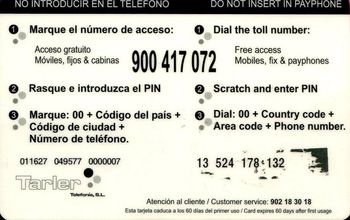 NO INTRODUCIR EN EL TELEFONO DO NOT INSERT IN PAYPHONE
1 Marque el número de acceso: 1 Dial the toll number:
Acceso gratuito
Móviles, fijos & cabinas
900 417 072
Free access
Mobiles, fix & payphones
2 Rasque e introduzca el PIN 2 Scratch and enter PIN
3 Marque: 00 + Código del país +
Código de ciudad +
Número de teléfono.
3 Dial: 00 + Country code +
Area code + Phone number.
011627 049577 0000007
13 524 178 132
Tarler
Telefonía, S.L.
Atención al cliente / Customer service: 902 18 30 18
Esta tarjeta caduca a los 60 días del primer uso / Card expires 60 days after first usage